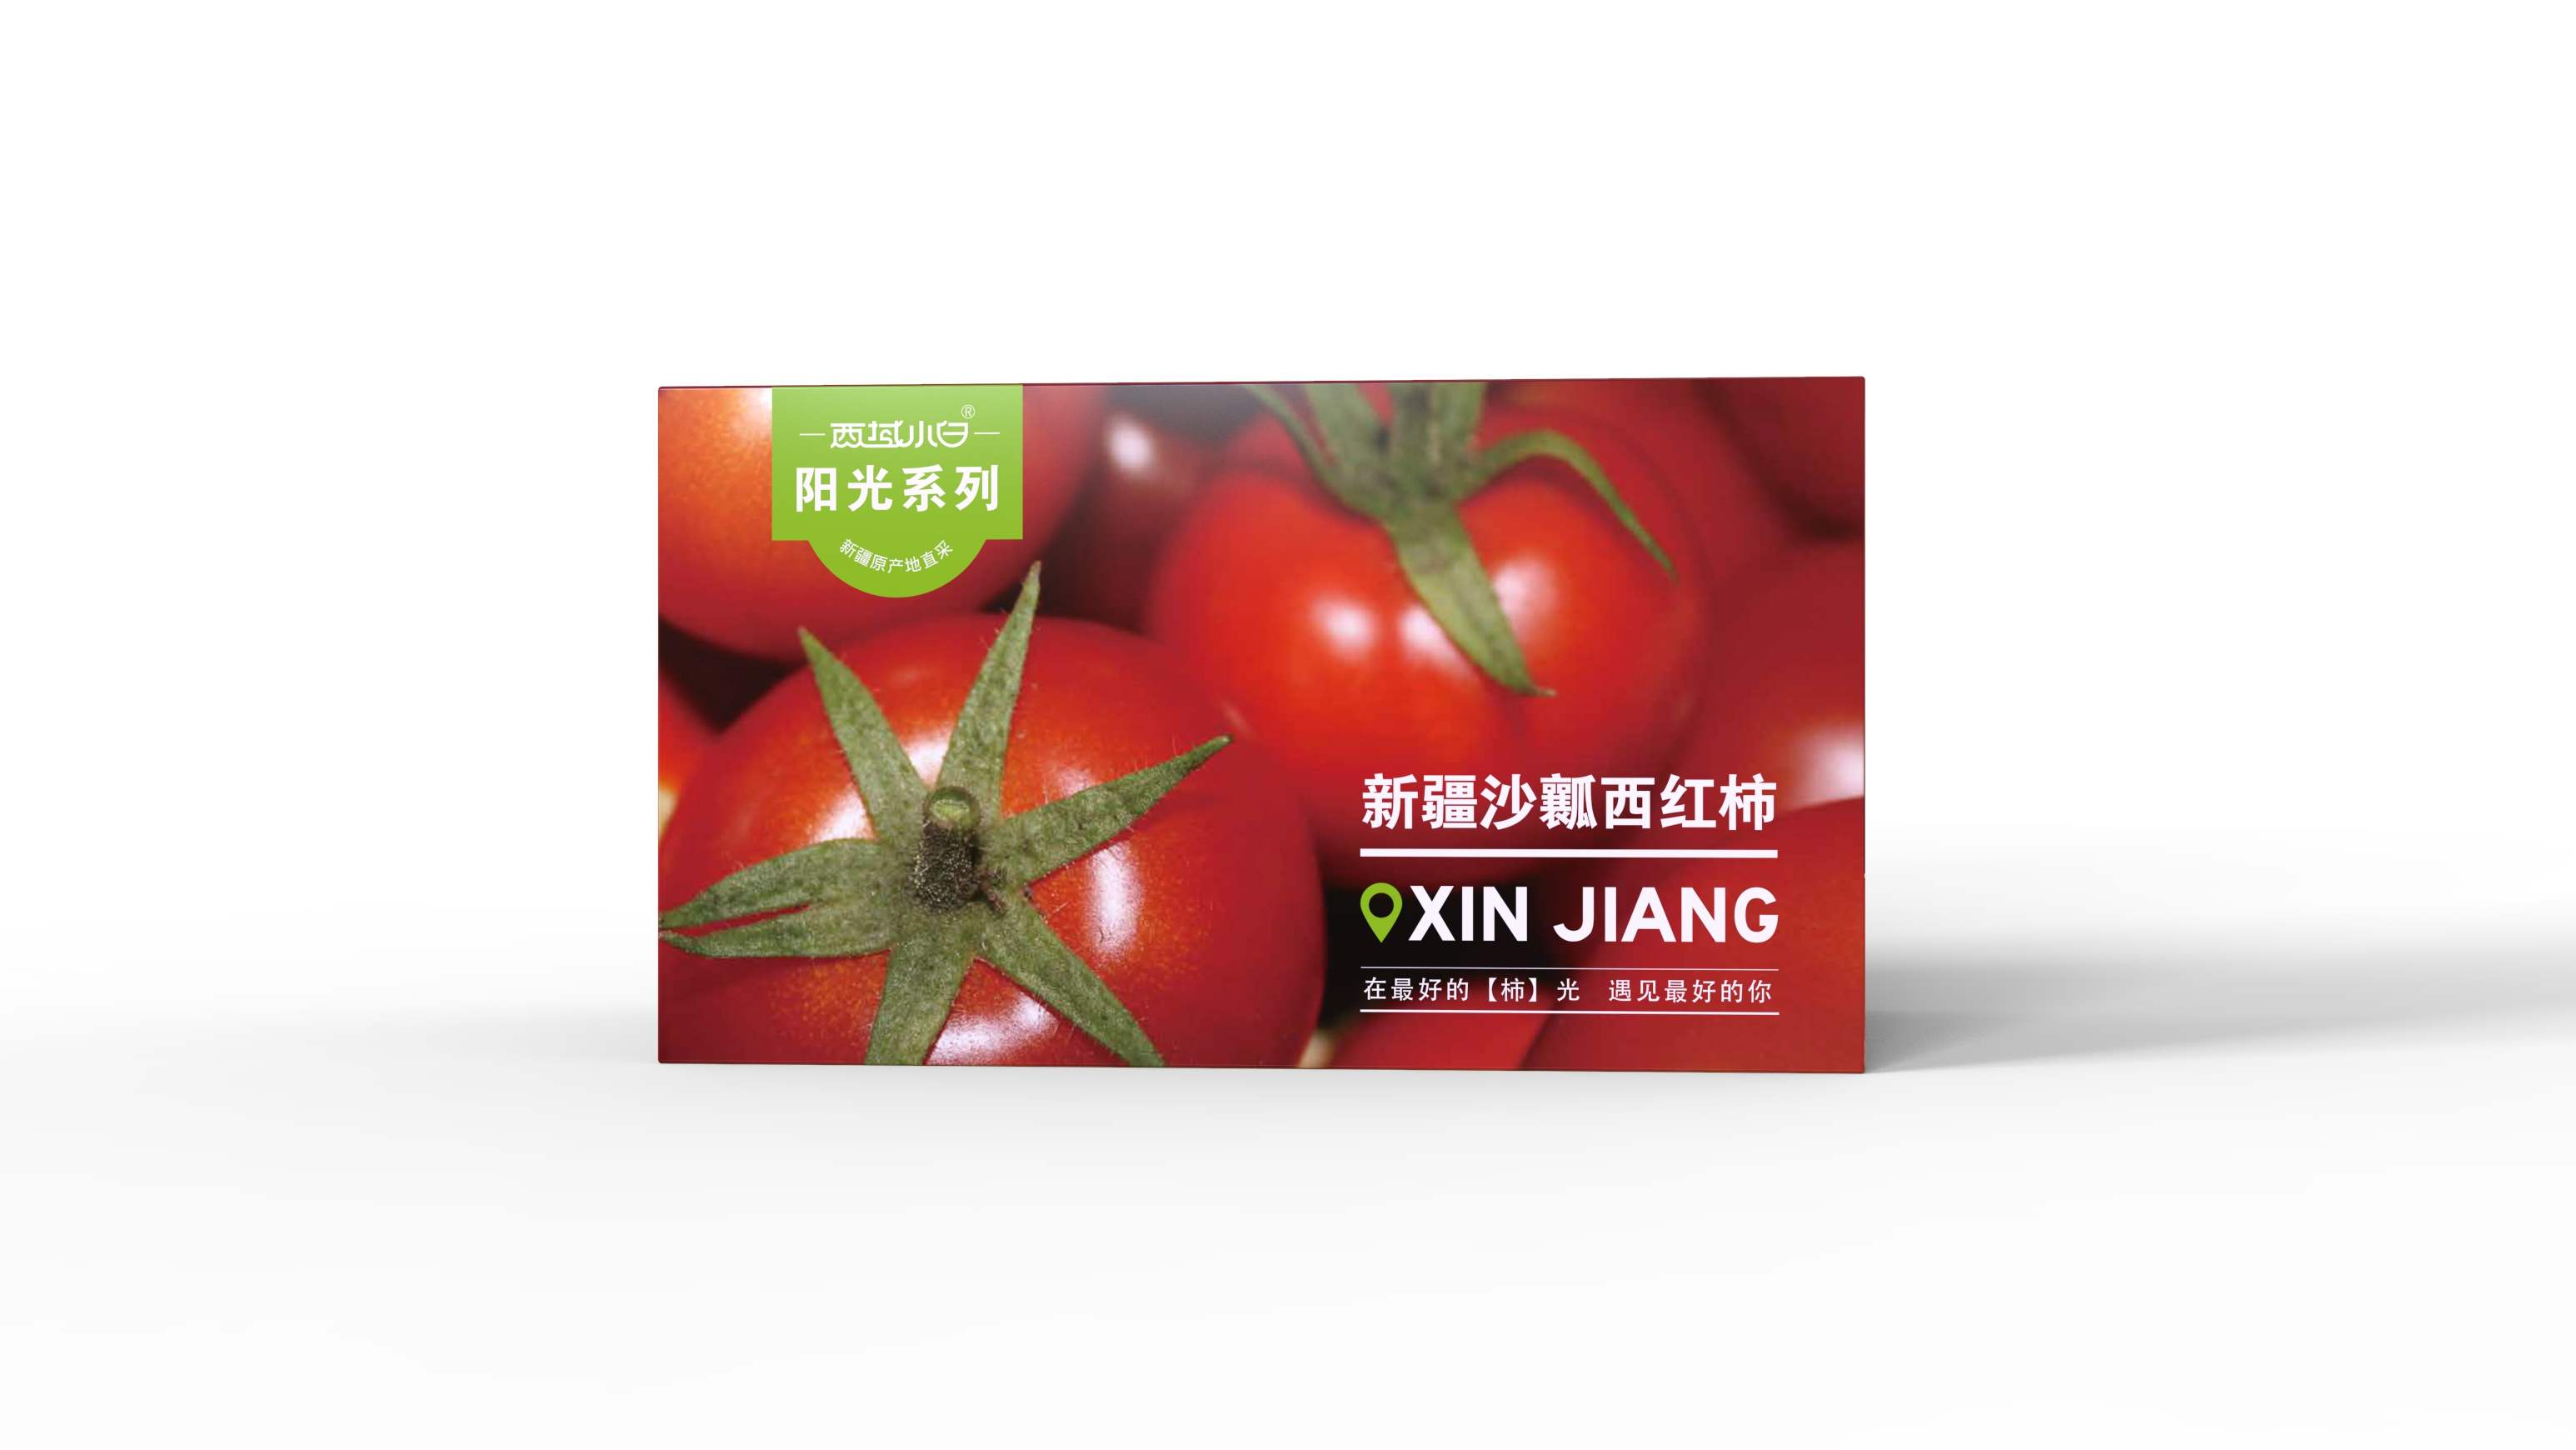 西域小白®
阳光系列
新疆原产地直采
新疆沙瓤西红柿
XIN JIANG
在最好的【柿】光 遇见最好的你